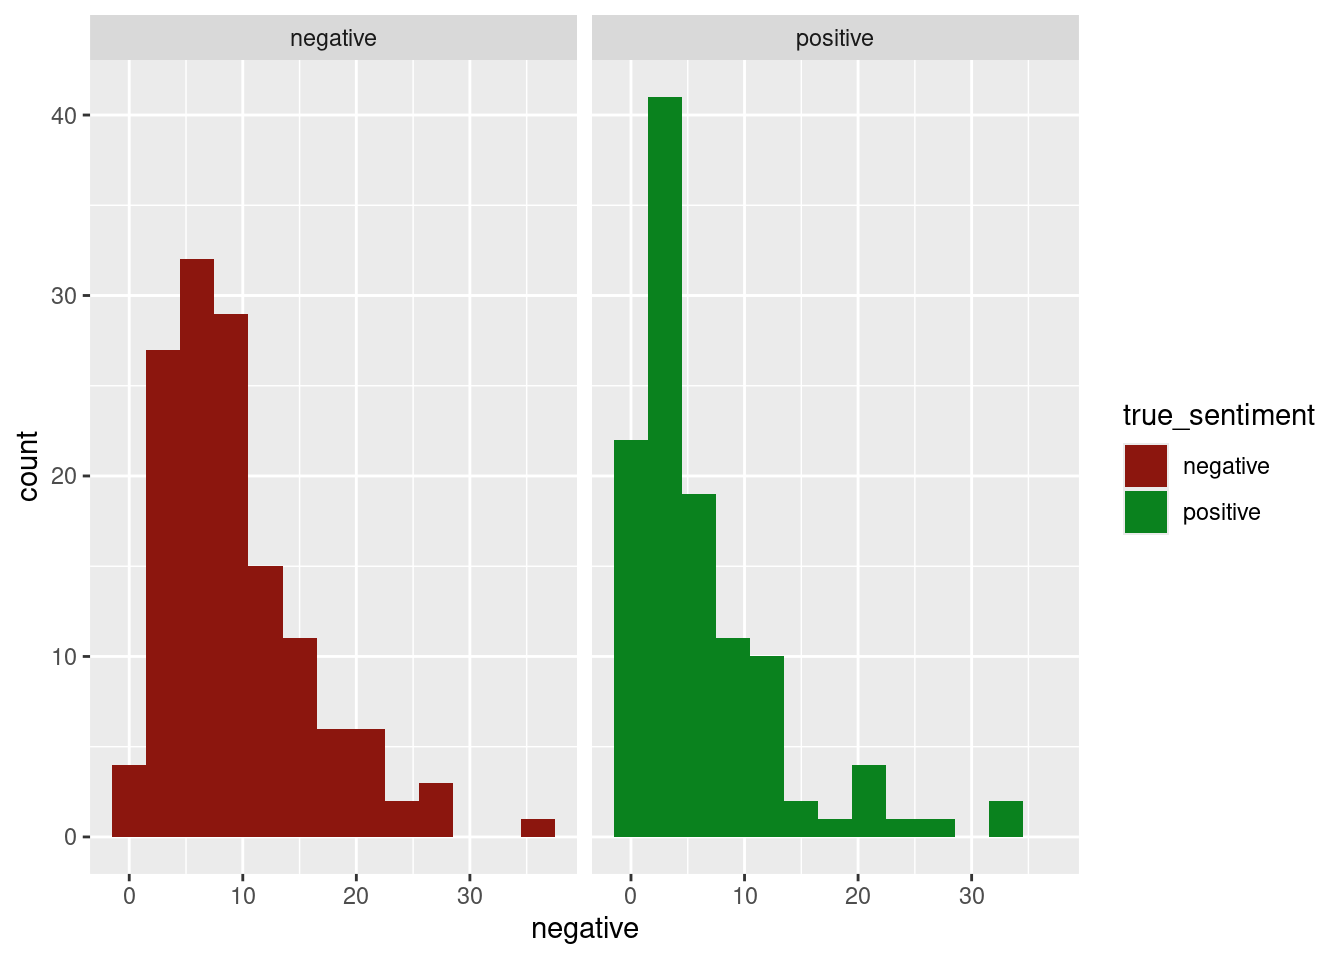 negative
positive
40
30
20
10
0
count
0 10 20 30
0 10 20 30
negative
true_sentiment
negative
positive